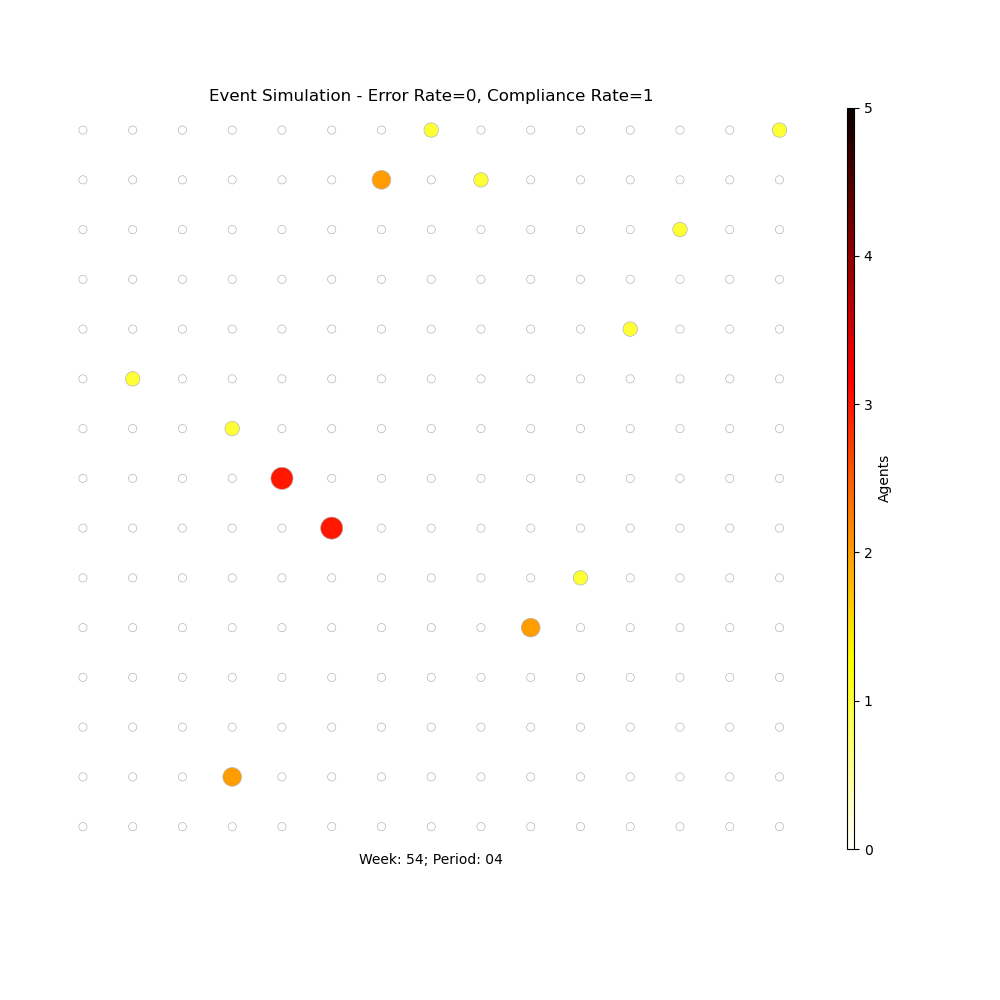 Event Simulation - Error Rate=0, Compliance Rate=1
5
4
3
2
1
0
Agents
Week: 54; Period: 04